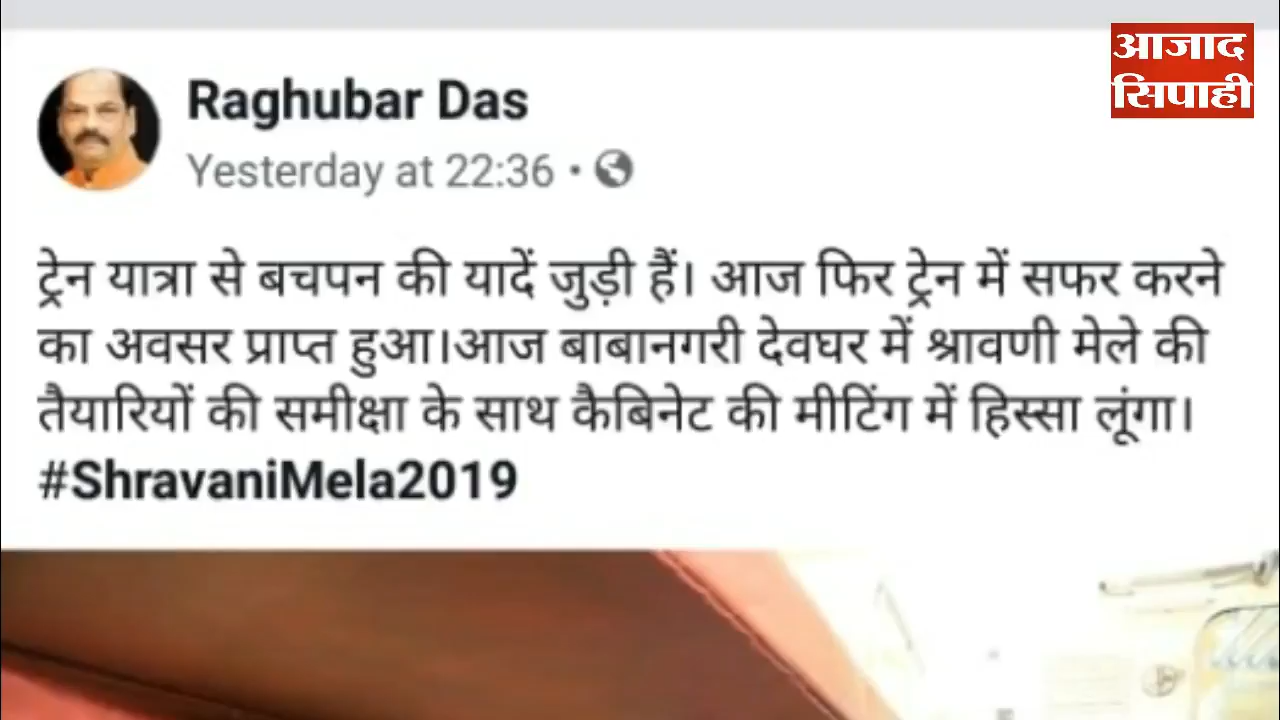 आजाद
सिपाही
Raghubar Das
Yesterday at 22:36 •
ट्रेन यात्रा से बचपन की यादें जुड़ी हैं। आज फिर ट्रेन में सफर करने
का अवसर प्राप्त हुआ।आज बाबानगरी देवघर में श्रावणी मेले की
तैयारियों की समीक्षा के साथ कैबिनेट की मीटिंग में हिस्सा लूंगा।
#ShravaniMela2019